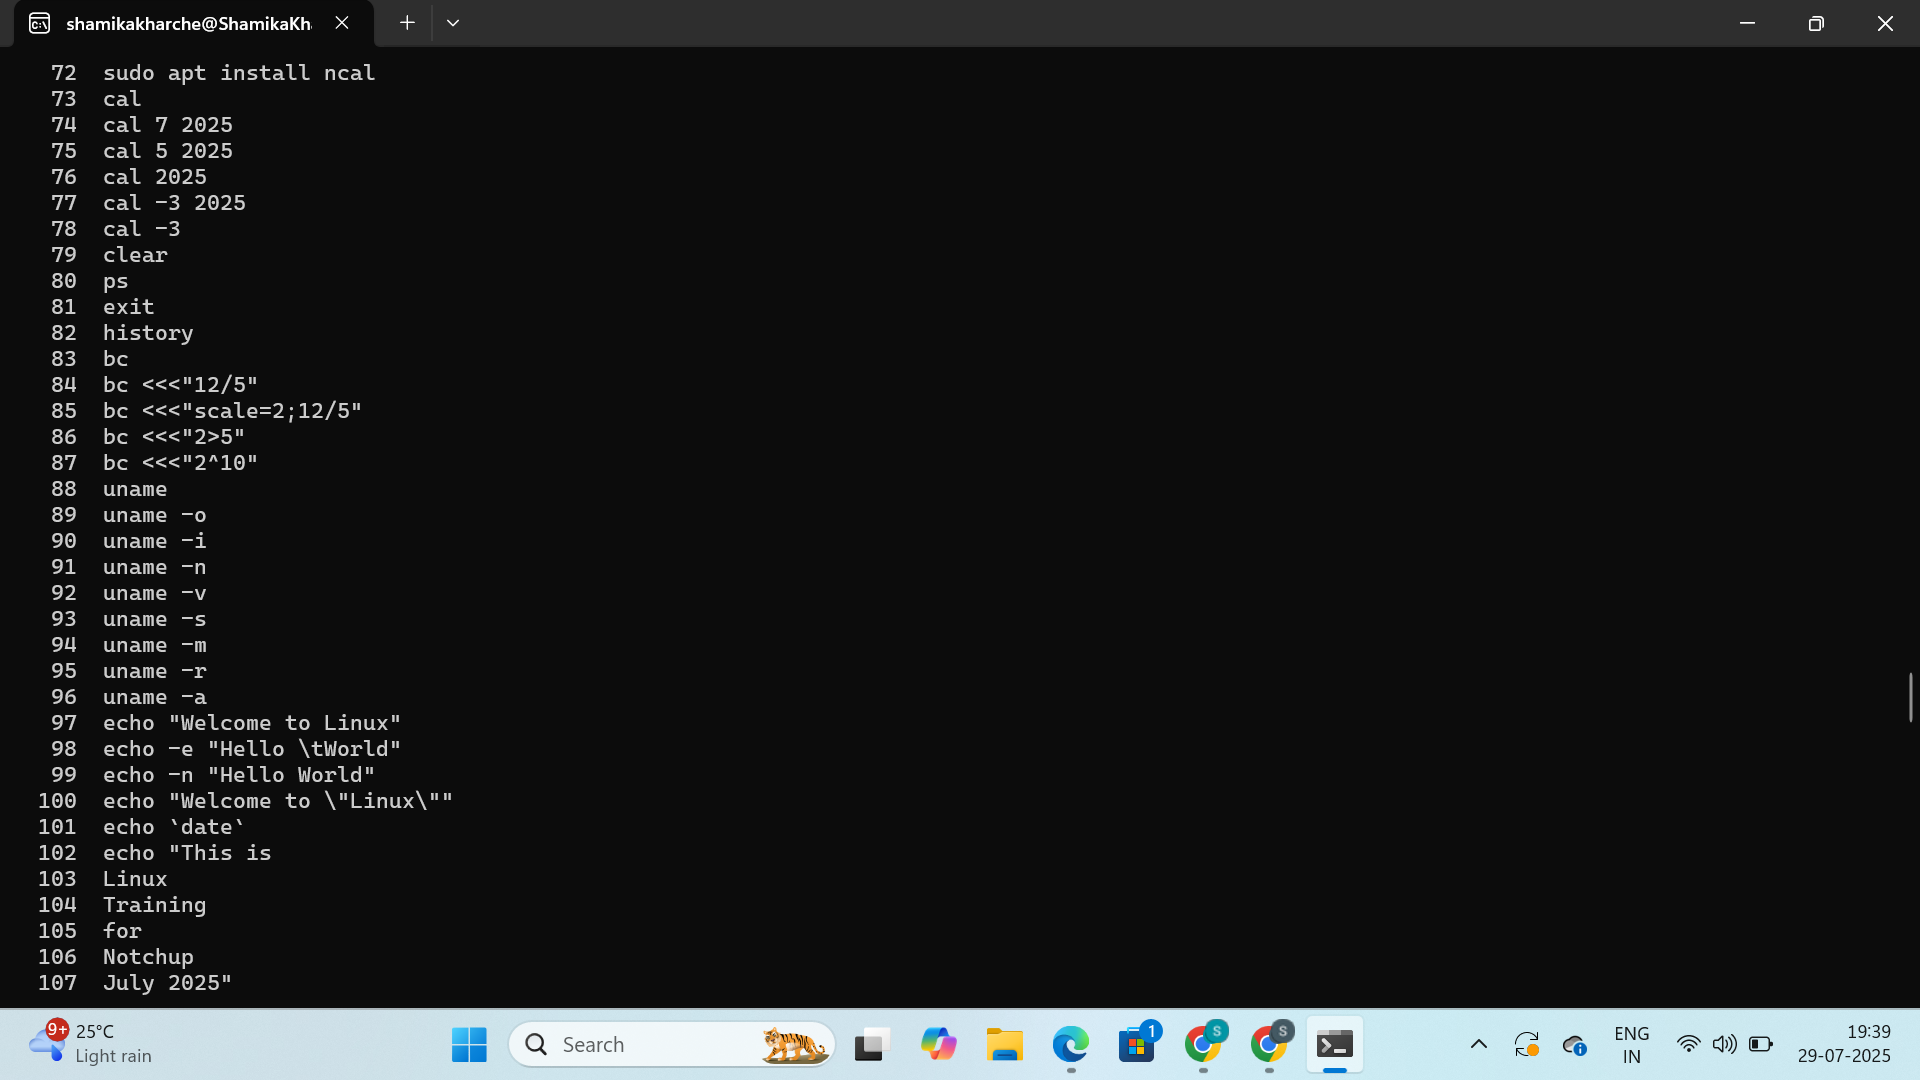 shamikakharche@ShamikaKh
72 sudo apt install ncal
73 cal
74 cal 7 2025
75 cal 5 2025
76 cal 2025
77 cal -3 2025
78 cal -3
79 clear
80 ps
81 exit
82 history
83 bc
84 bc <<<"12/5"
85 bc <<<"scale=2;12/5"
86 bc <<<"2>5"
87 bc <<<"2^10"
88 uname
89 uname -o
90 uname -i
91 uname -n
92 uname -v
93 uname -s
94 uname -m
95 uname -r
96 uname -a
97 echo "Welcome to Linux"
98 echo -e "Hello \tWorld"
99 echo -n "Hello World"
100 echo "Welcome to \"Linux\""
101 echo `date`
102 echo "This is
103 Linux
104 Training
105 for
106 Notchup
107 July 2025"
9+ 25°C
Light rain
Search
1
S
S
ENG
IN
19:39
29-07-2025